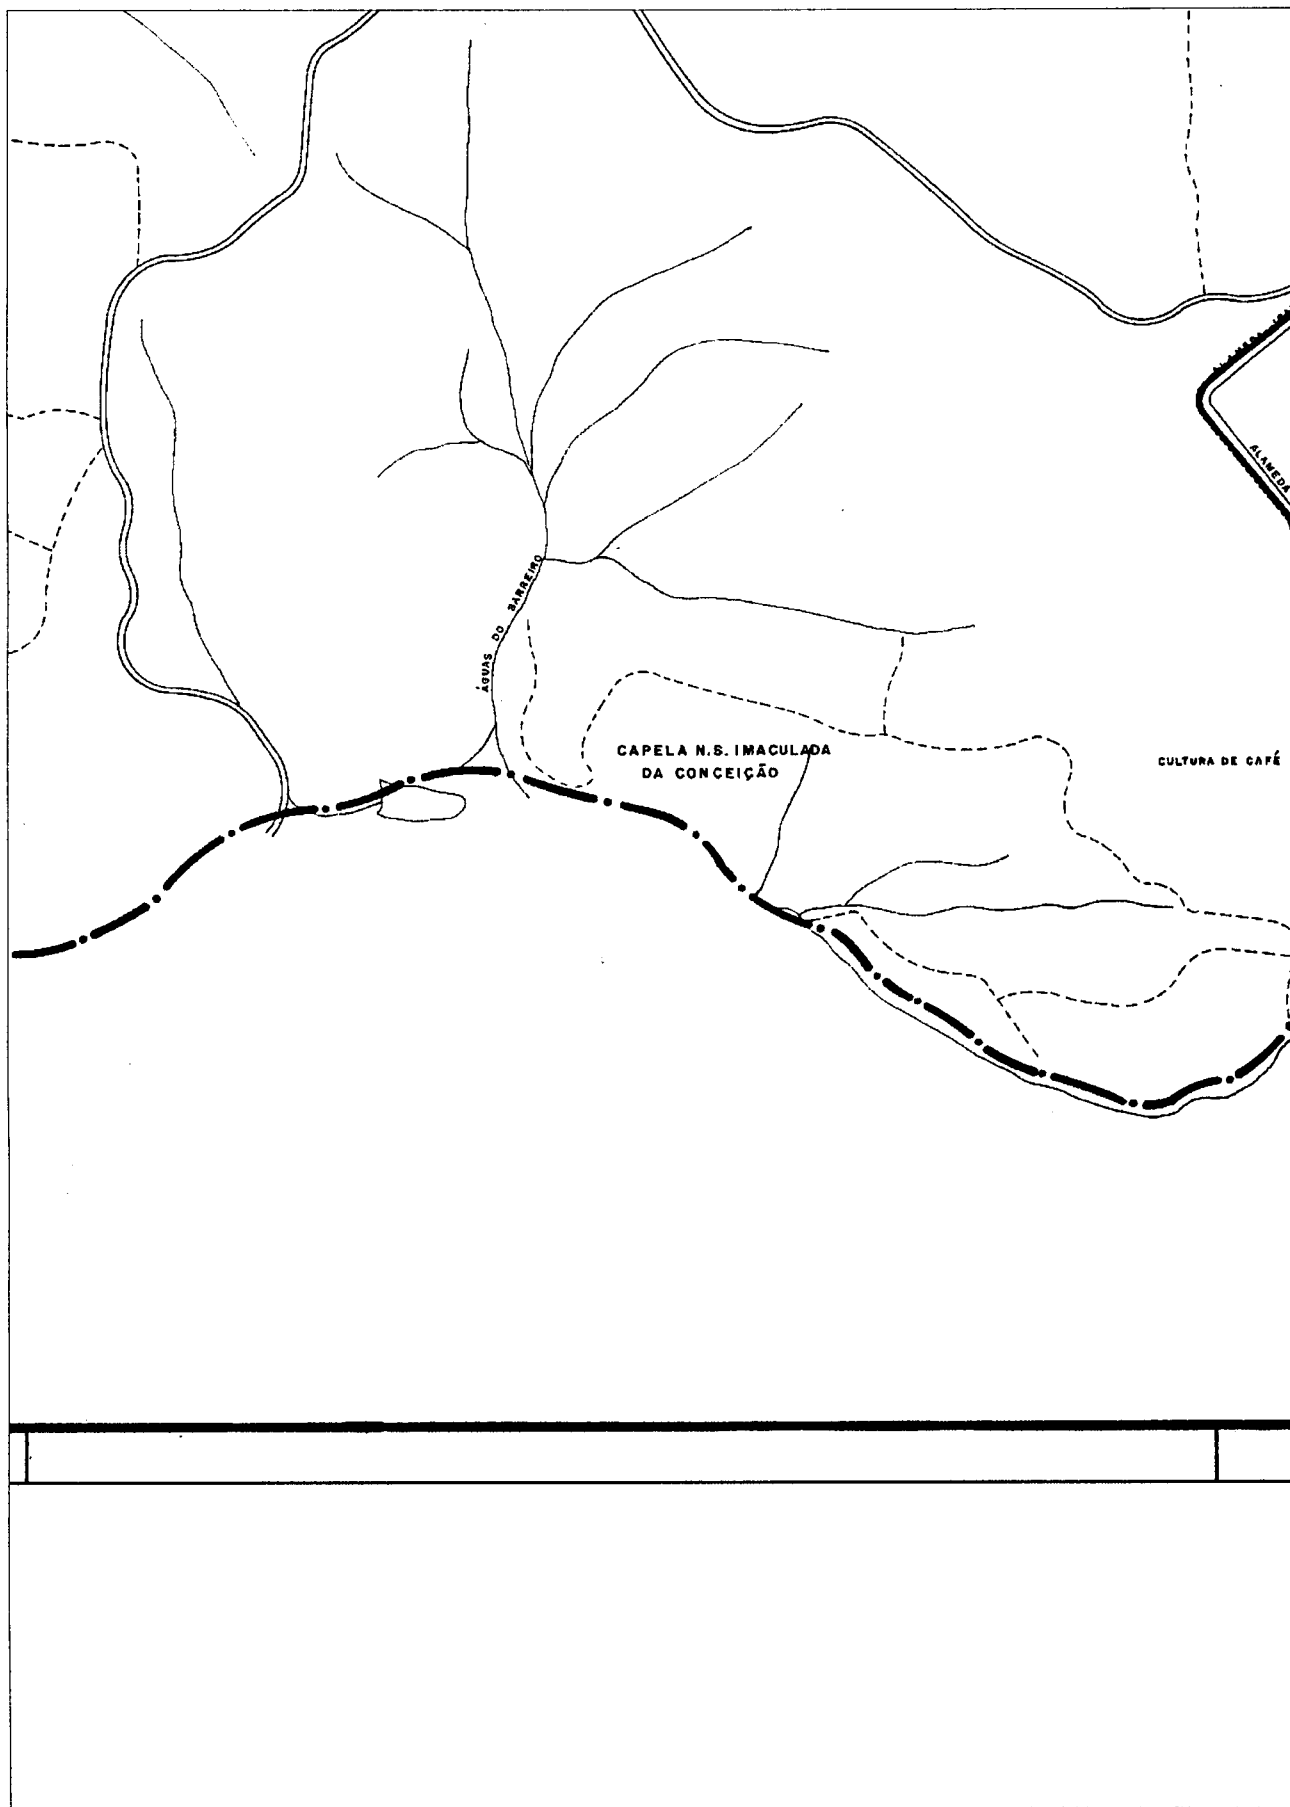 ALAMEDA
ÁGUAS DO BARREIRO
CAPELA N.S. IMACULADA
DA CONCEIÇÃO
CULTURA DE CAFÉ